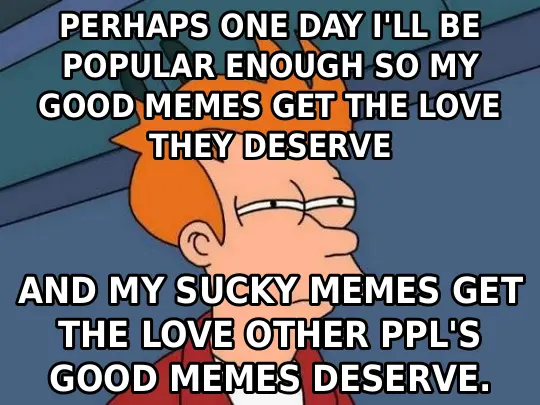 PERHAPS ONE DAY I'LL BE
POPULAR ENOUGH SO MY
GOOD MEMES GET THE LOVE
THEY DESERVE
AND MY SUCKY MEMES GET
THE LOVE OTHER PPL'S
GOOD MEMES DESERVE.